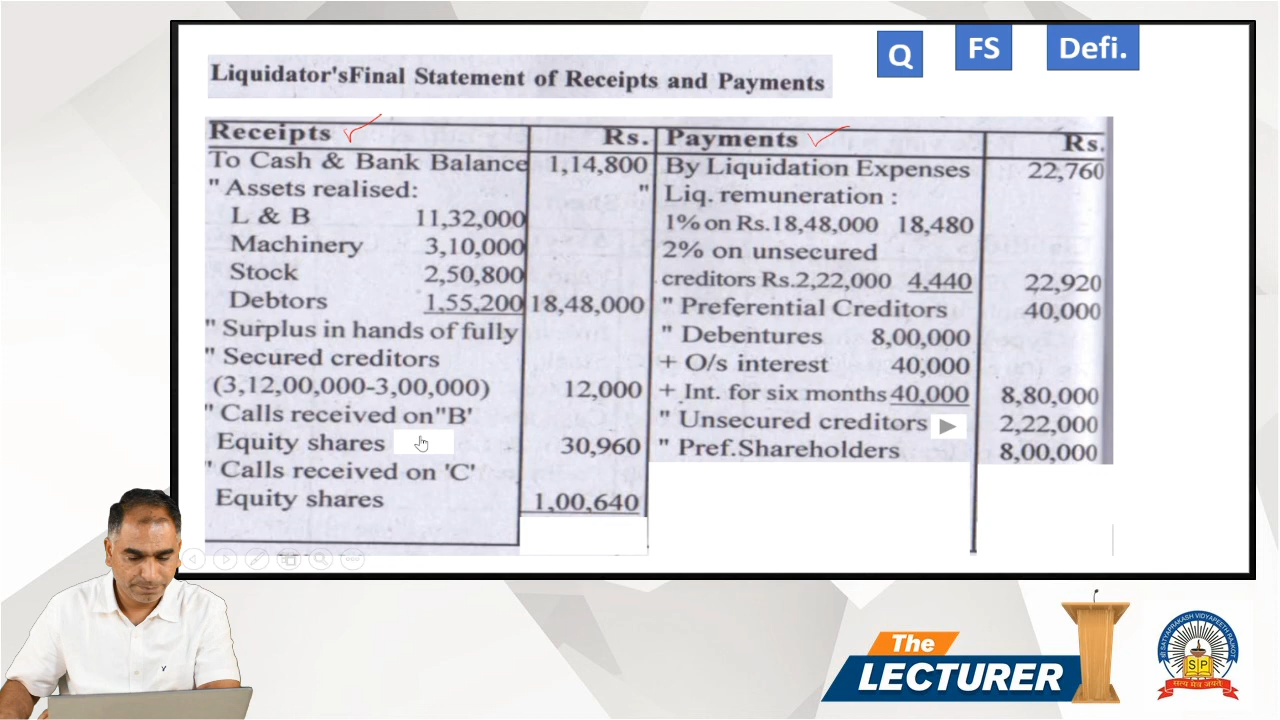 Q
FS
Defi.
Liquidator'sFinal Statement of Receipts and Payments
Receipts Rs. Payments Rs.
To Cash & Bank Balance 1,14,800 By Liquidation Expenses 22,760
" Assets realised: " Liq. remuneration :
L & B 11,32,000 1% on Rs.18,48,000 18,480
Machinery 3,10,000 2% on unsecured
Stock 2,50,800 creditors Rs.2,22,000 4,440 22,920
Debtors 1,55,200 18,48,000 " Preferential Creditors 40,000
" Surplus in hands of fully " Debentures 8,00,000
" Secured creditors + O/s interest 40,000
(3,12,00,000-3,00,000) 12,000 + Int. for six months 40,000 8,80,000
" Calls received on "B' " Unsecured creditors 2,22,000
Equity shares 30,960 " Pref.Shareholders 8,00,000
" Calls received on 'C'
Equity shares 1,00,640
The
LECTURER
SP
सत्य मेव जयते